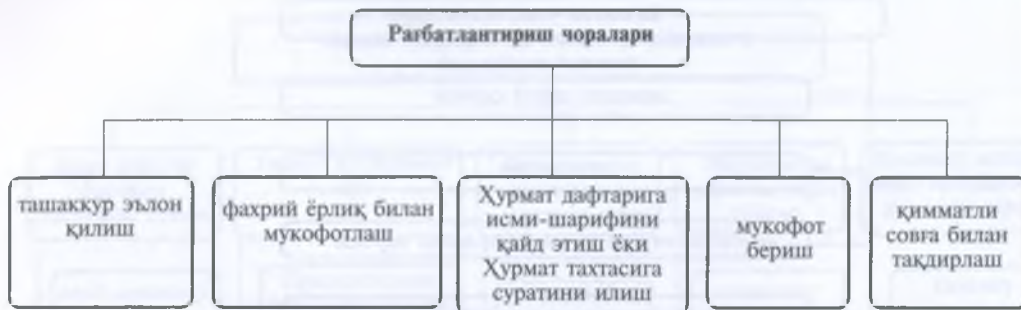 Рағбатлантириш чоралари
ташаккур эълон
қилиш
фахрий ёрлиқ билан
мукофотлаш
Ҳурмат дафтарига
исми-шарифини
қайд этиш ёки
Ҳурмат тахтасига
суратини илиш
мукофот
бериш
қимматли
совға билан
тақдирлаш